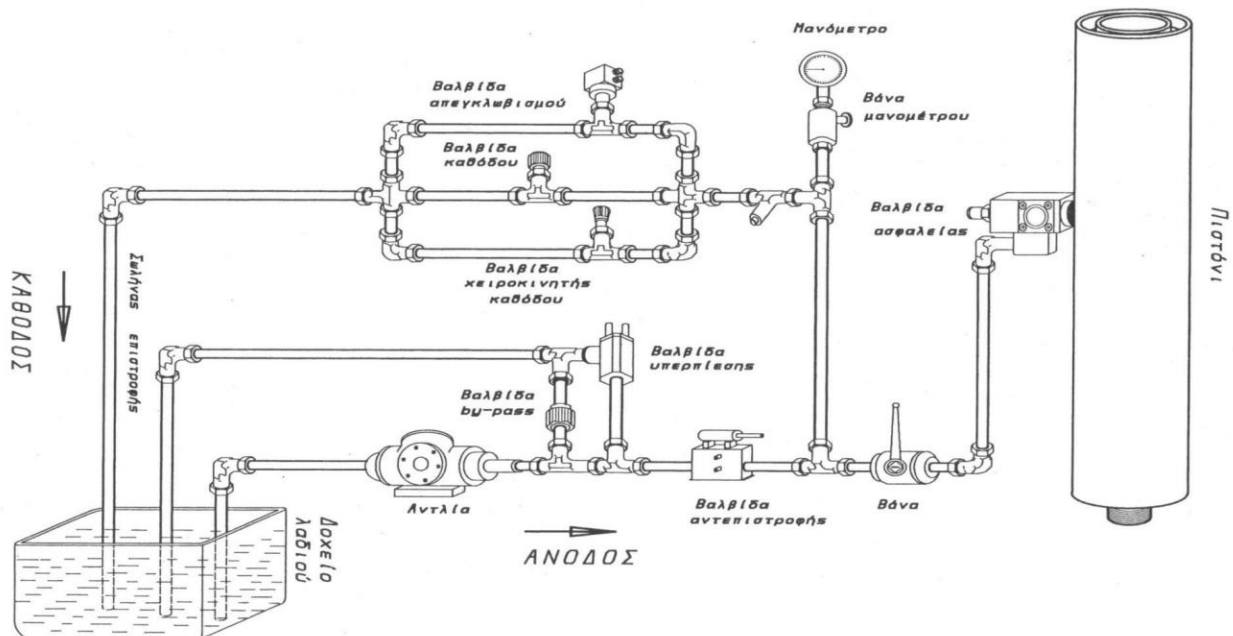 Μανόμετρο
Βαλβίδα
απεγκλωβισμού
Βάνα
μανομέτρου
Βαλβίδα
καθόδου
Βαλβίδα
ασφαλείας
Πιστόνι
Βαλβίδα
χειροκινητής
καθόδου
ΚΑΘΟΔΟΣ
Σωλήνας επιστροφής
Βαλβίδα
υπερπίεσης
Βαλβίδα
by-pass
Αντλία
Βαλβίδα
αντεπιστροφής
Βάνα
Δοχείο
λαδιού
ΑΝΟΔΟΣ